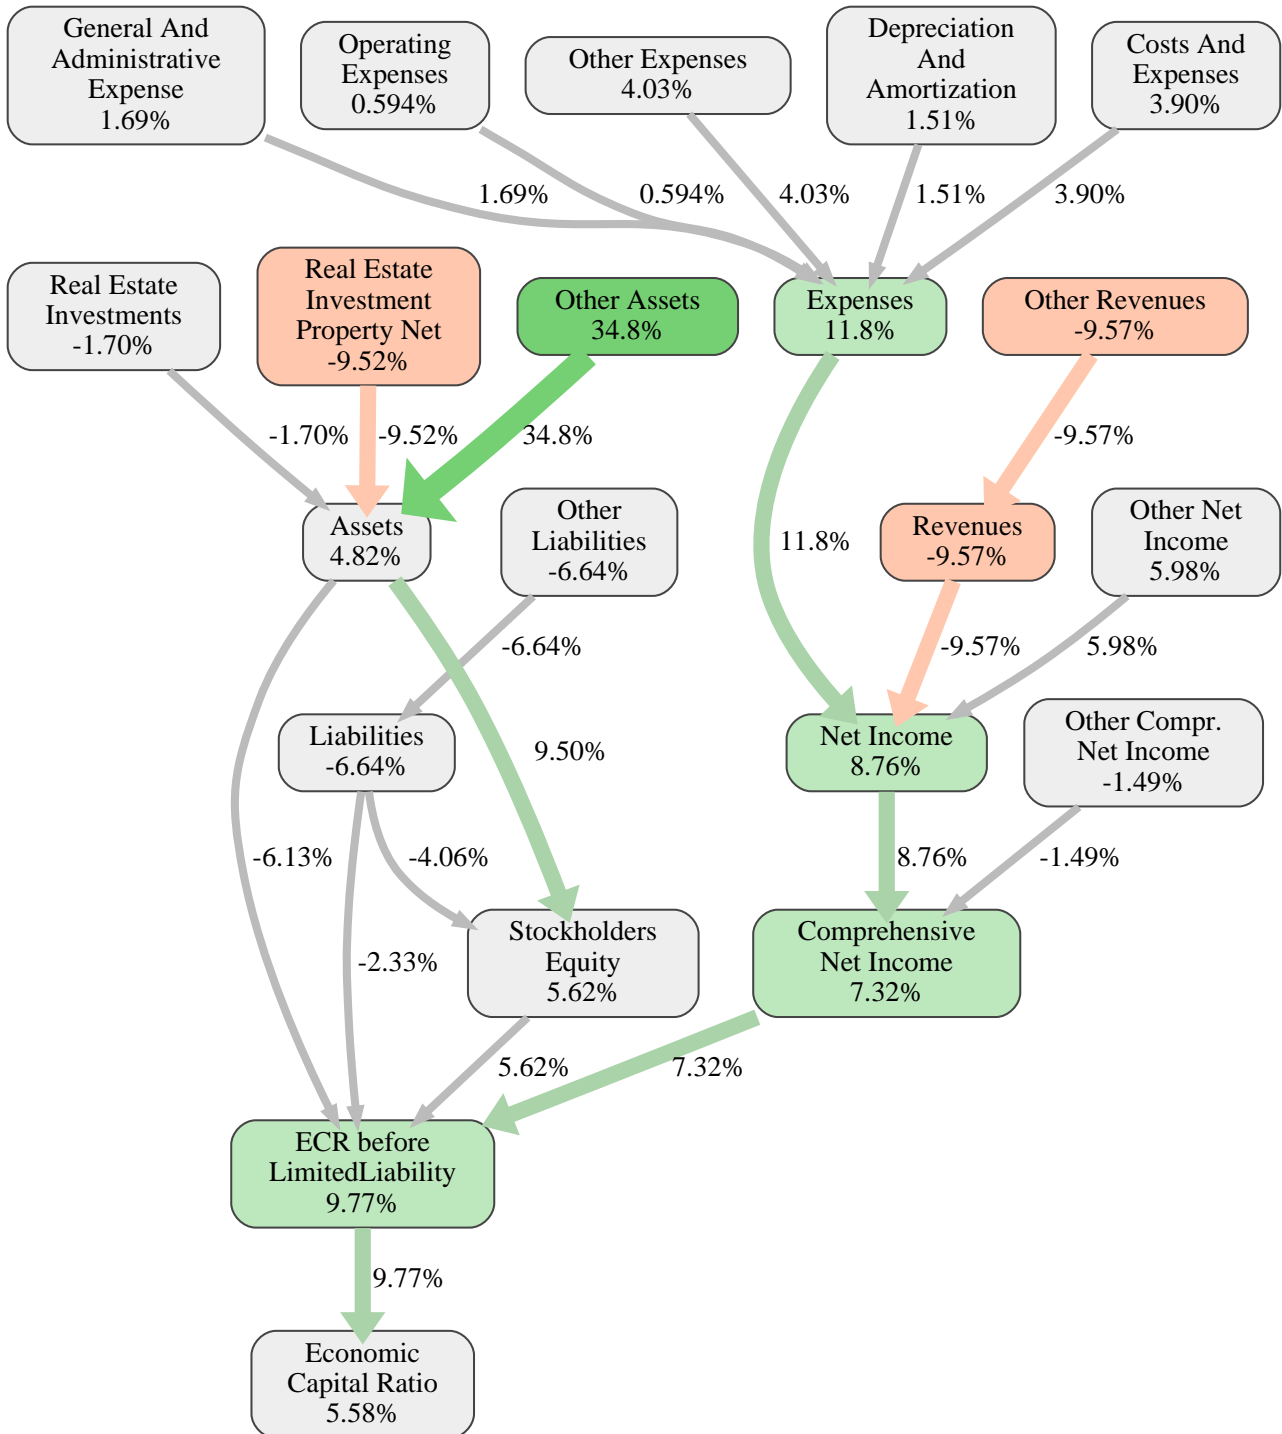 General And
Administrative
Expense
1.69%
Operating
Expenses
0.594%
Other Expenses
4.03%
Depreciation
And
Amortization
1.51%
Costs And
Expenses
3.90%
1.69%
0.594%
4.03%
1.51%
3.90%
Real Estate
Investments
-1.70%
Real Estate
Investment
Property Net
-9.52%
Other Assets
34.8%
Expenses
11.8%
Other Revenues
-9.57%
-1.70%
-9.52%
34.8%
-9.57%
Assets
4.82%
Other
Liabilities
-6.64%
11.8%
Revenues
-9.57%
Other Net
Income
5.98%
-6.64%
-9.57%
5.98%
Liabilities
-6.64%
9.50%
Net Income
8.76%
Other Compr.
Net Income
-1.49%
-6.13%
-4.06%
8.76%
-1.49%
-2.33%
Stockholders
Equity
5.62%
Comprehensive
Net Income
7.32%
5.62%
7.32%
ECR before
LimitedLiability
9.77%
9.77%
Economic
Capital Ratio
5.58%